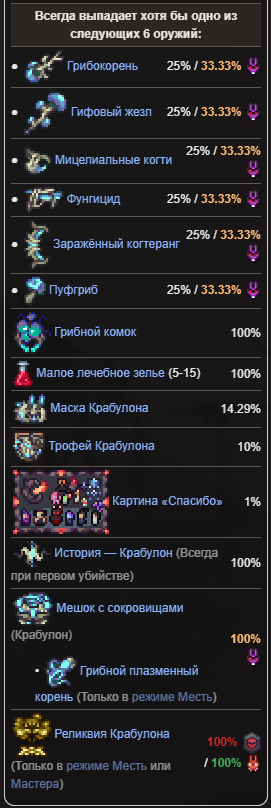 Всегда выпадает хотя бы одно из
следующих 6 оружий:
• Грибокорень 25% / 33.33%
• Гифовый жезл 25% / 33.33%
• Мицелиальные когти 25% / 33.33%
• Фунгицид 25% / 33.33%
• Заражённый когтеранг 25% / 33.33%
• Пуфгриб 25% / 33.33%
Грибной комок 100%
Малое лечебное зелье (5-15) 100%
Маска Крабулона 14.29%
Трофей Крабулона 10%
Картина «Спасибо» 1%
История — Крабулон (Всегда
при первом убийстве) 100%
Мешок с сокровищами
(Крабулон) 100%
• Грибной плазменный
корень (Только в режиме Месть)
Реликвия Крабулона 100%
(Только в режиме Месть или / 100%
Мастера)